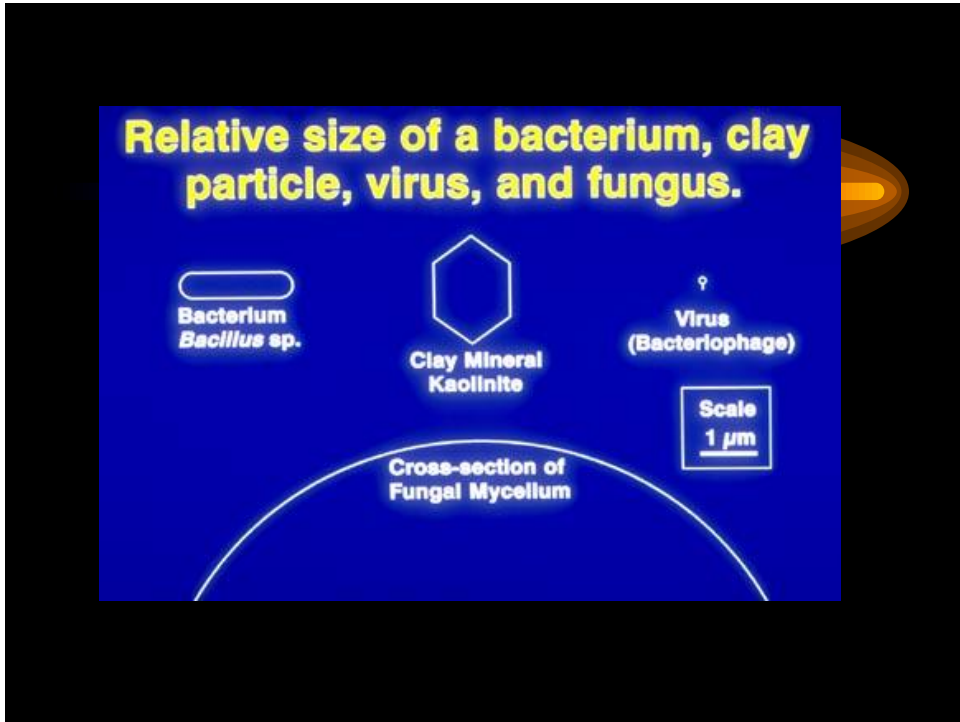 Relative size of a bacterium, clay
particle, virus, and fungus.
Bacterium
Bacillus sp.
Clay Mineral
Kaolinite
Virus
(Bacteriophage)
Scale
1 μm
Cross-section of
Fungal Mycelium